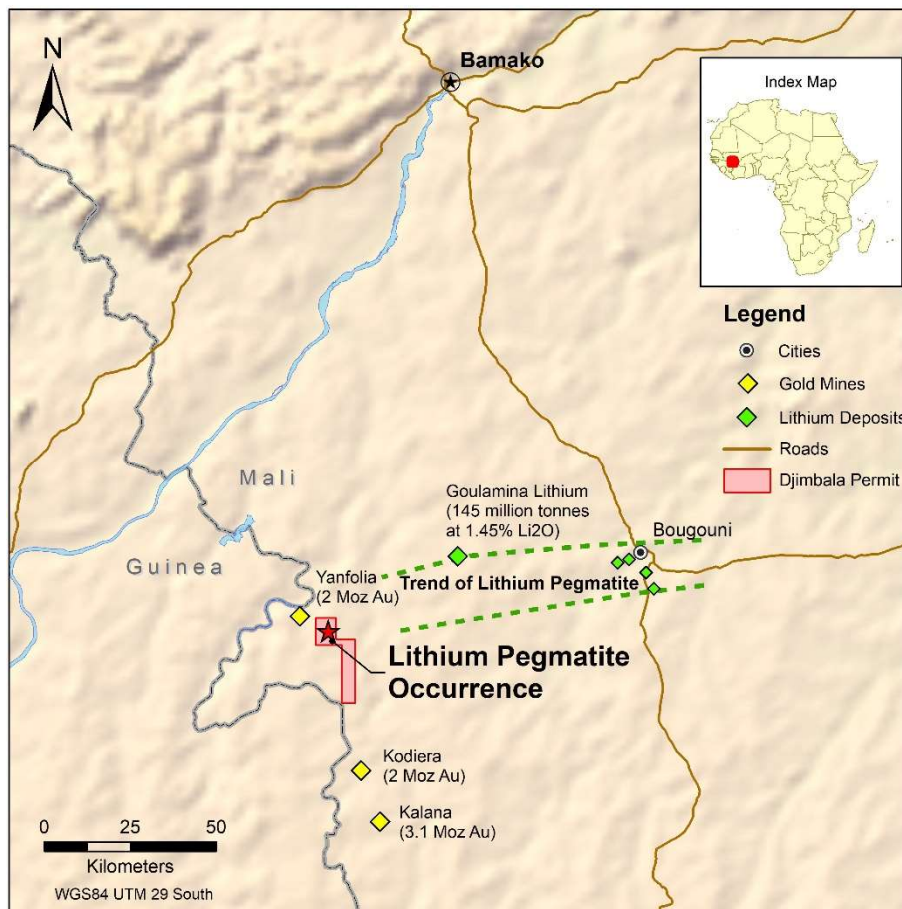 N
Bamako
Index Map
Legend
Cities
Gold Mines
Lithium Deposits
Roads
Djimbala Permit
Mali
Guinea
Goulamina Lithium
(145 million tonnes
at 1.45% Li2O)
Bougouni
Trend of Lithium Pegmatite
Yanfolia
(2 Moz Au)
Lithium Pegmatite
Occurrence
Kodiera
(2 Moz Au)
Kalana
(3.1 Moz Au)
0 25 50
Kilometers
WGS84 UTM 29 South